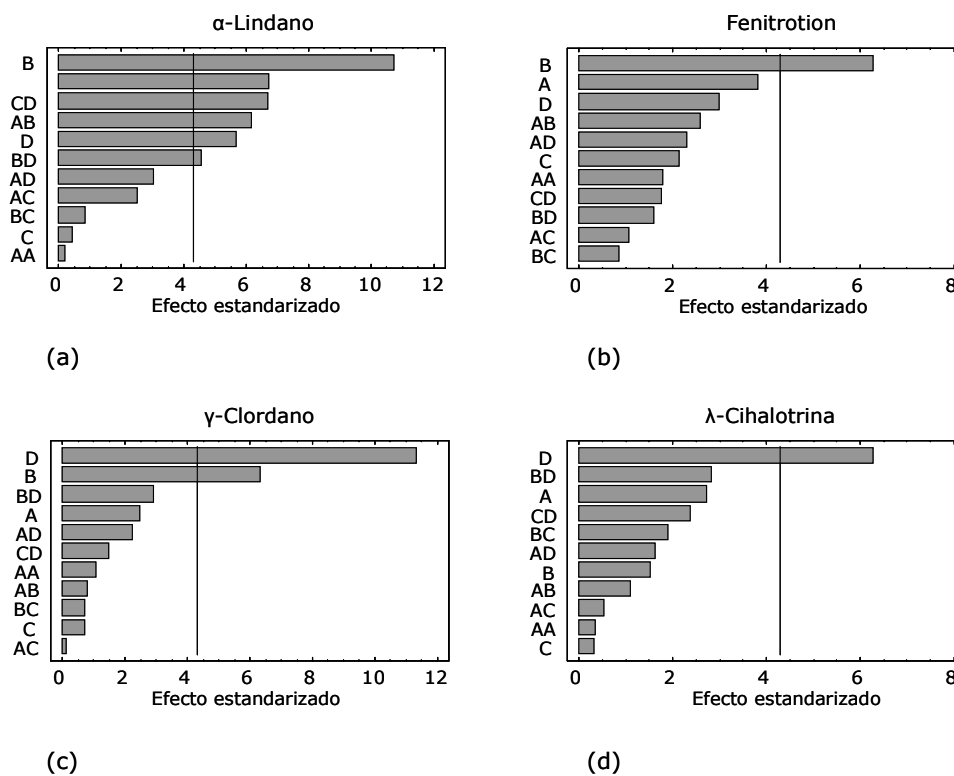 α-Lindano
B
CD
AB
D
BD
AD
AC
BC
C
AA
0 2 4 6 8 10 12
Efecto estandarizado
(a)
Fenitrotion
B
A
D
AB
AD
C
AA
CD
BD
AC
BC
0 2 4 6 8
Efecto estandarizado
(b)
γ-Clordano
D
B
BD
A
AD
CD
AA
AB
BC
C
AC
0 2 4 6 8 10 12
Efecto estandarizado
(c)
λ-Cihalotrina
D
BD
A
CD
BC
AD
B
AB
AC
AA
C
0 2 4 6 8
Efecto estandarizado
(d)